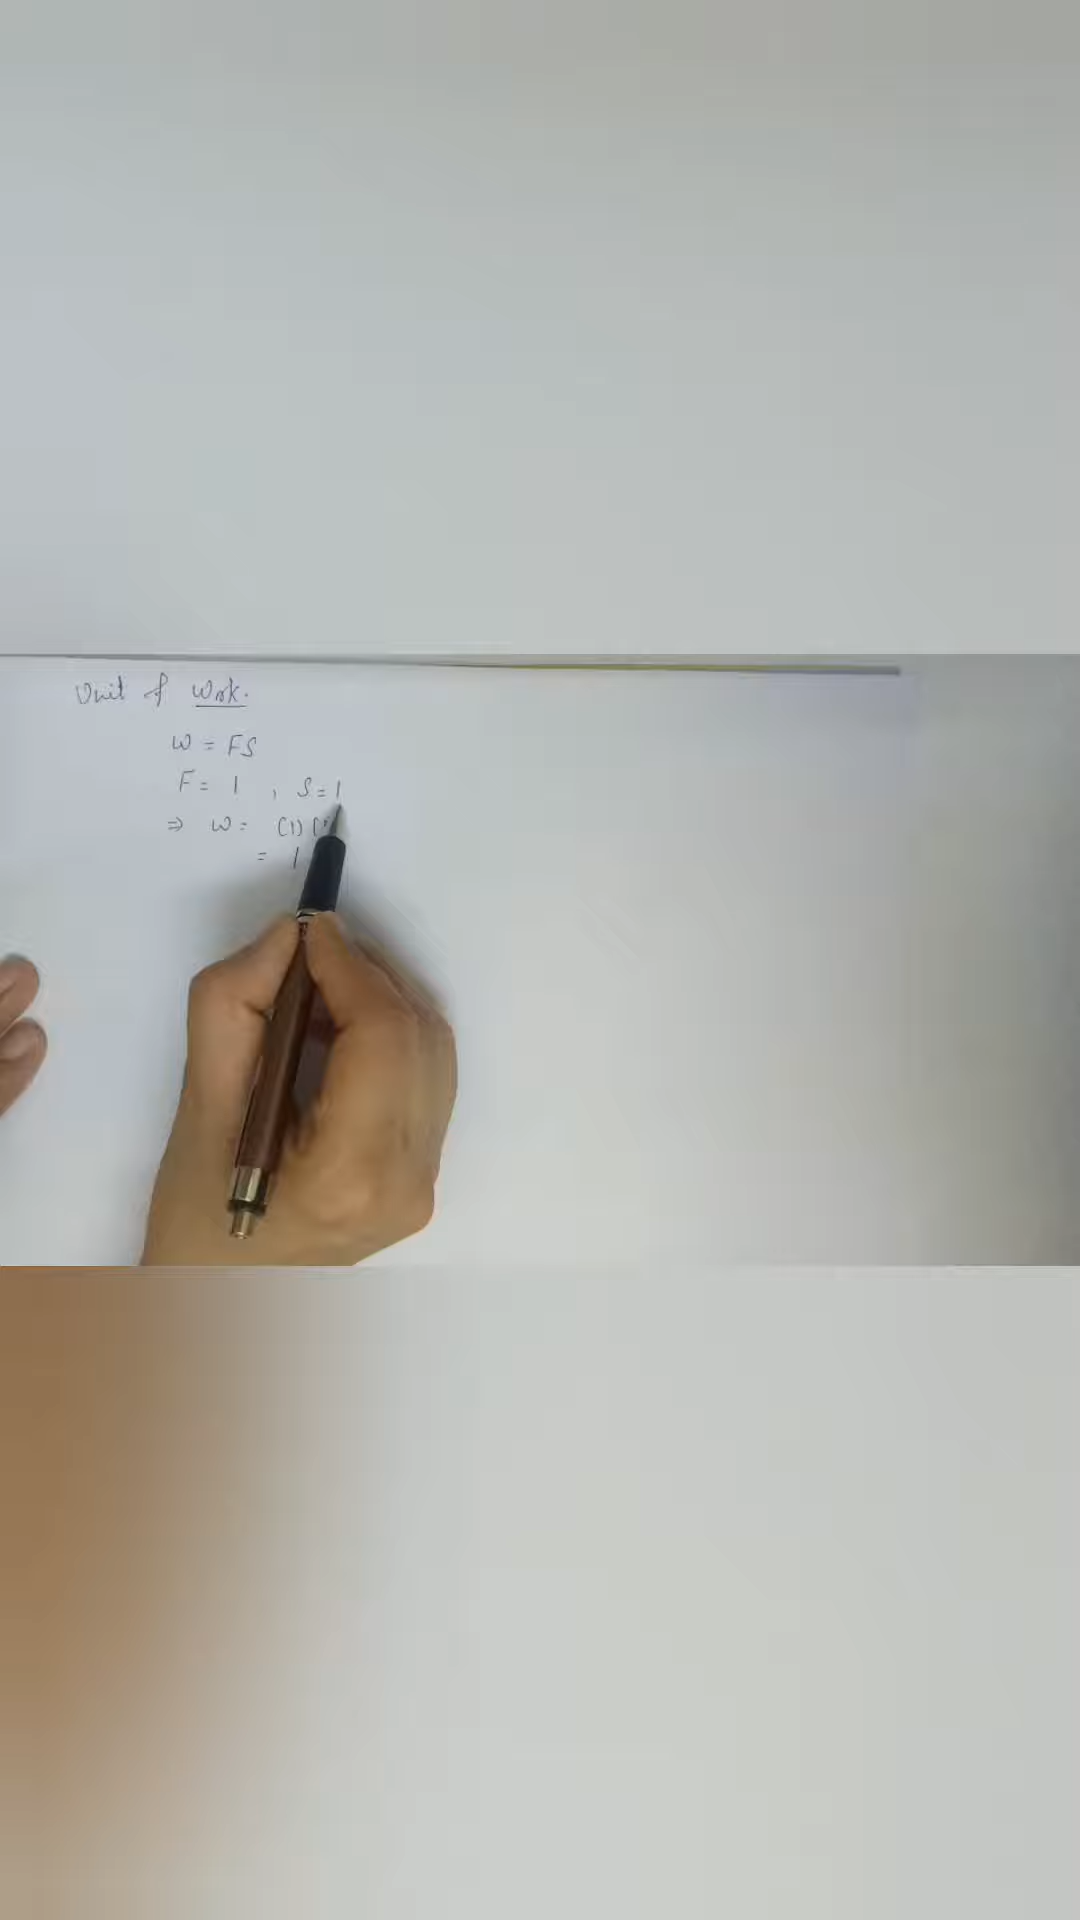 Unit of Work.
W = FS
F = 1 , S = 1
⇒ W = (1) (
= 1